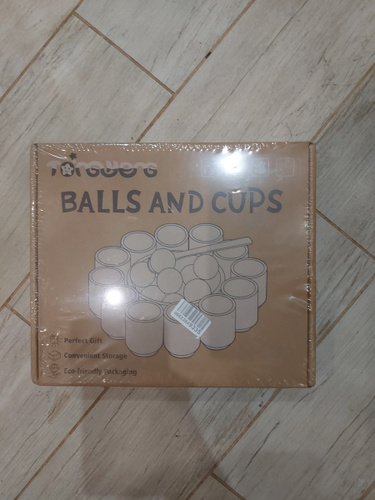 BALLS AND CUPS
Perfect Gift
Convenient Storage
Eco-friendly Packaging